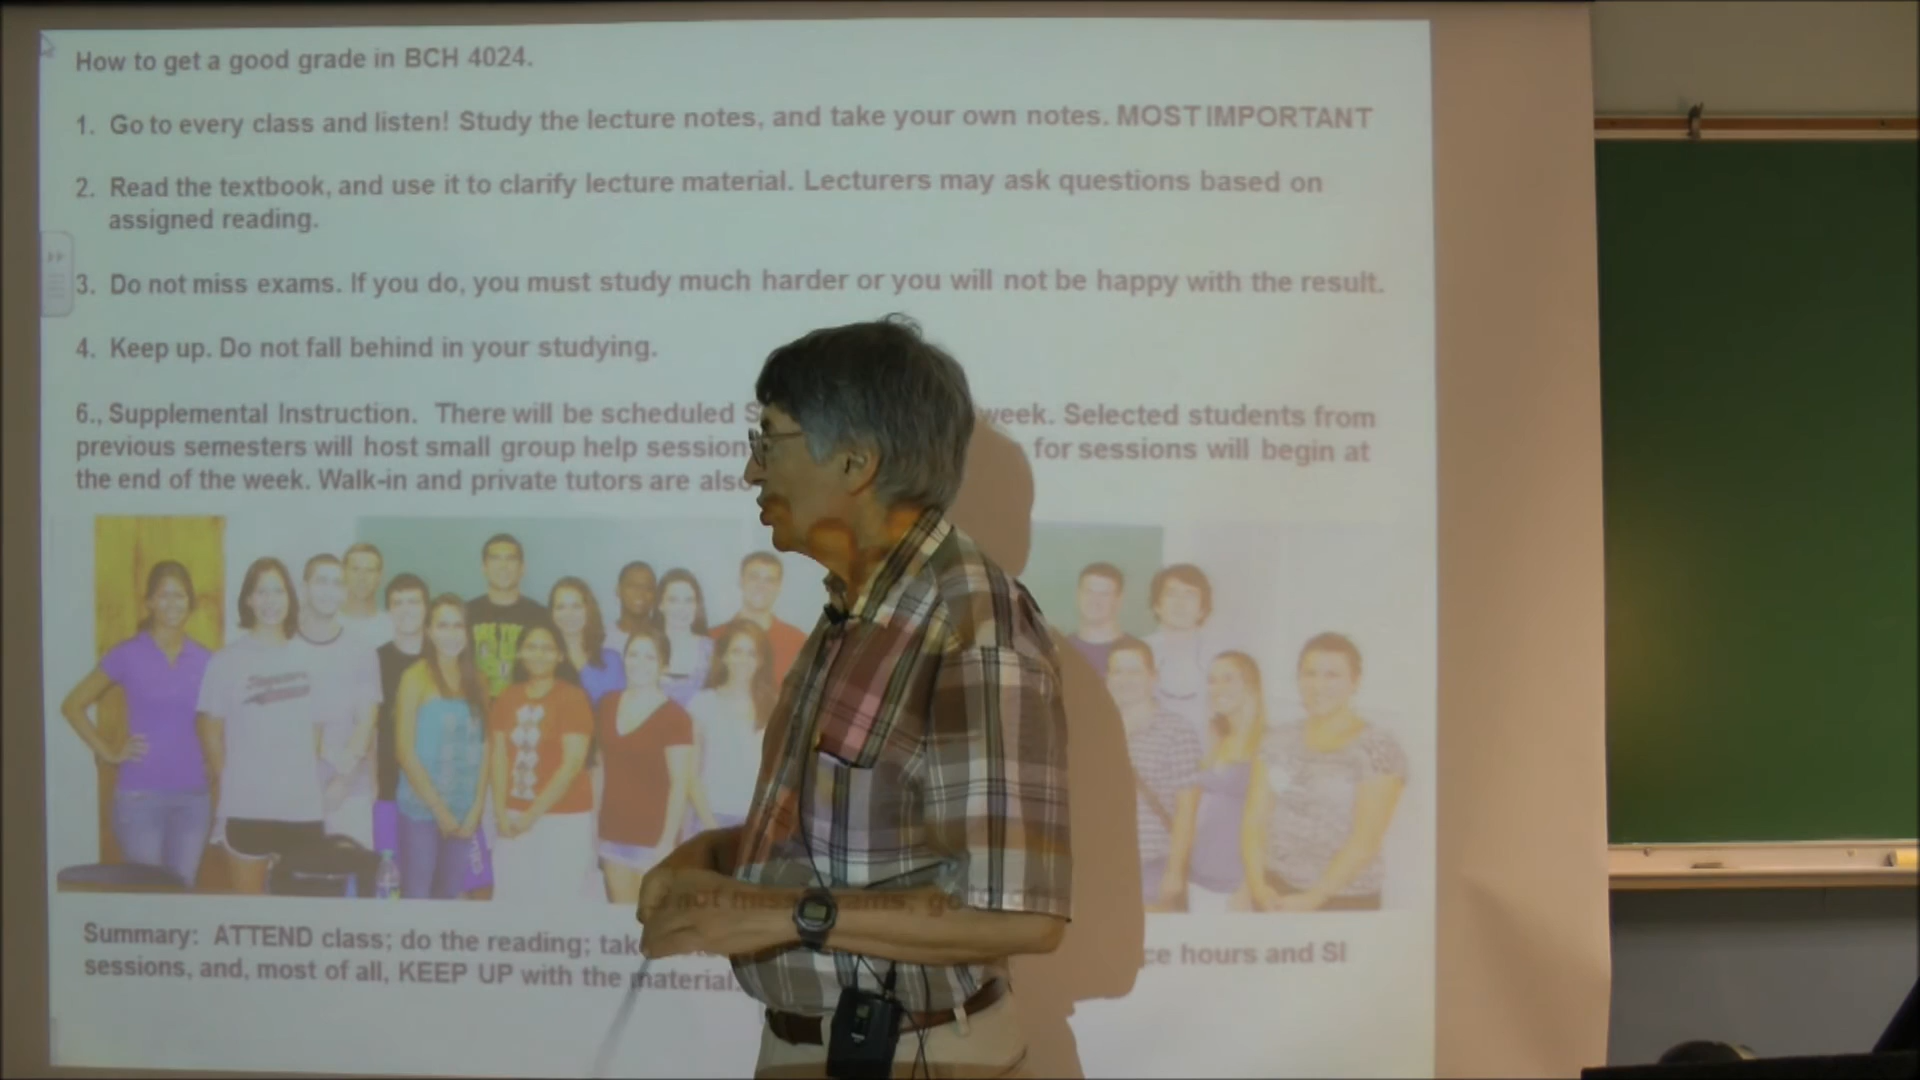 How to get a good grade in BCH 4024.
1. Go to every class and listen! Study the lecture notes, and take your own notes. MOST IMPORTANT
2. Read the textbook, and use it to clarify lecture material. Lecturers may ask questions based on
assigned reading.
3. Do not miss exams. If you do, you must study much harder or you will not be happy with the result.
4. Keep up. Do not fall behind in your studying.
6., Supplemental Instruction. There will be scheduled S week. Selected students from
previous semesters will host small group help session for sessions will begin at
the end of the week. Walk-in and private tutors are also
Summary: ATTEND class; do the reading; tak not miss exams; go ce hours and SI
sessions, and, most of all, KEEP UP with the material.